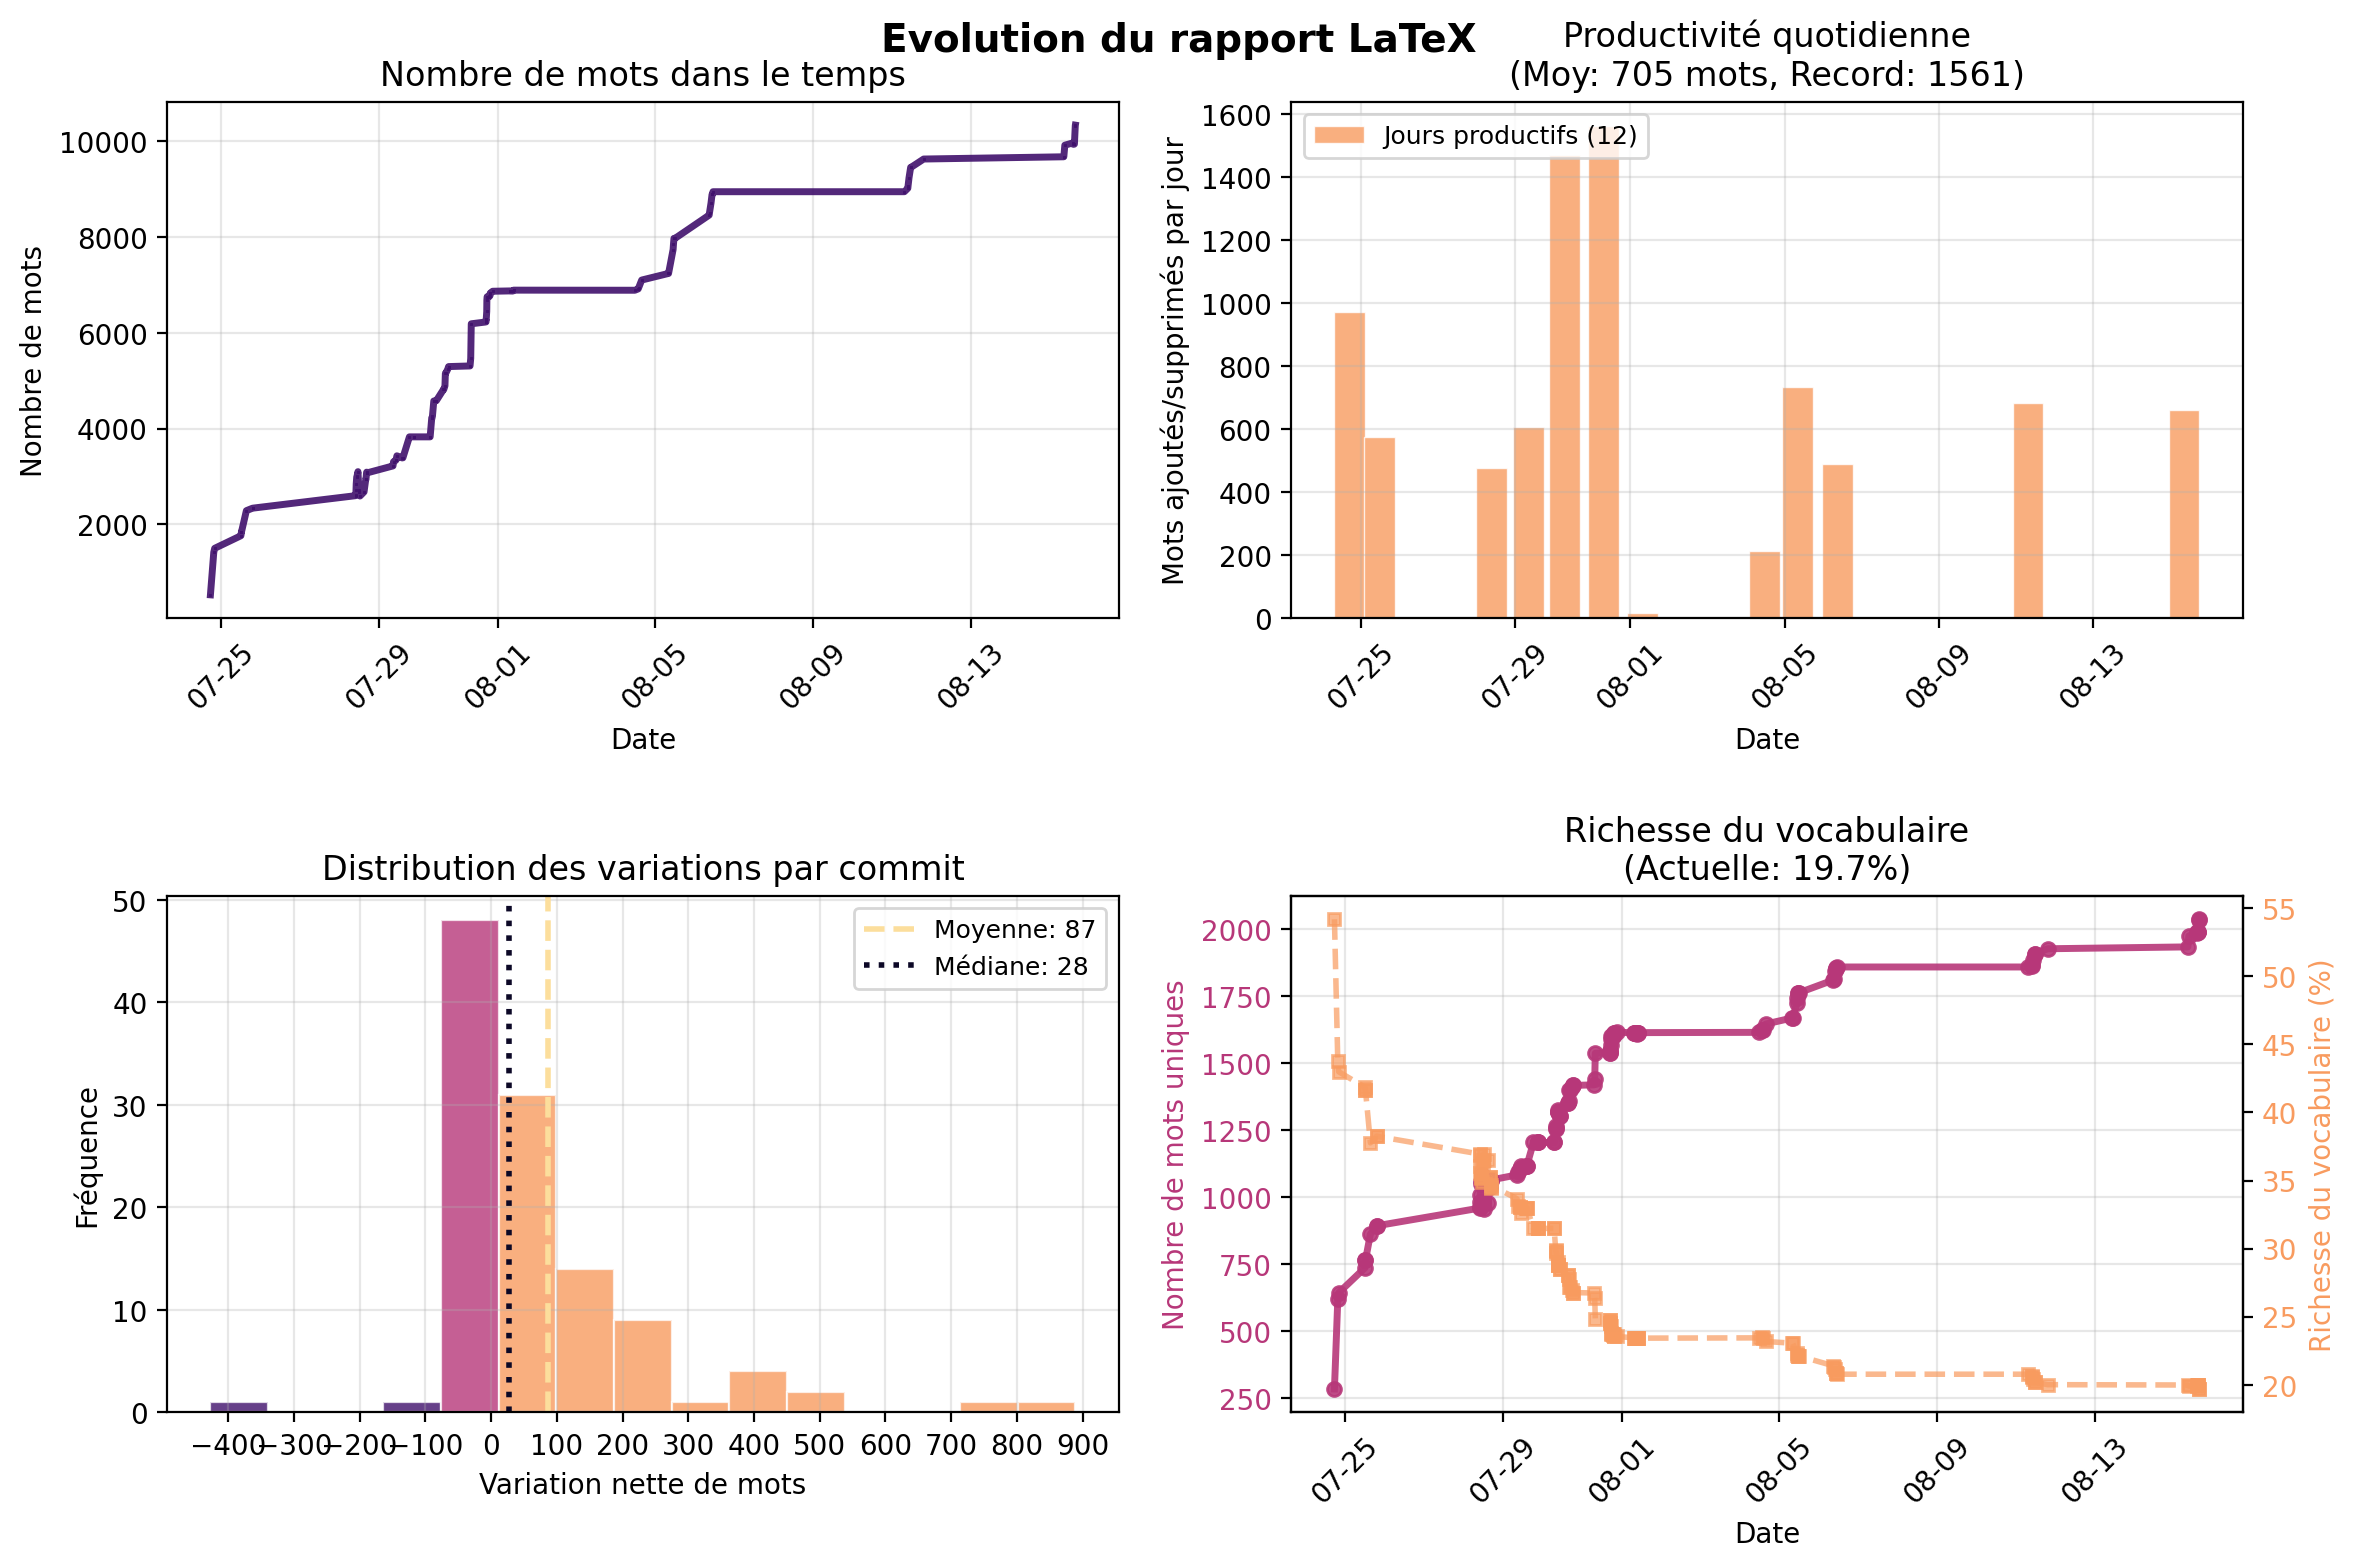 Evolution du rapport LaTeX
Nombre de mots dans le temps
Nombre de mots
10000
8000
6000
4000
2000
07-25
07-29
08-01
08-05
08-09
08-13
Date
Productivité quotidienne
(Moy: 705 mots, Record: 1561)
Jours productifs (12)
Mots ajoutés/supprimés par jour
1600
1400
1200
1000
800
600
400
200
0
07-25
07-29
08-01
08-05
08-09
08-13
Date
Distribution des variations par commit
Moyenne: 87
Médiane: 28
Fréquence
50
40
30
20
10
0
−400 −300 −200 −100 0 100 200 300 400 500 600 700 800 900
Variation nette de mots
Richesse du vocabulaire
(Actuelle: 19.7%)
Nombre de mots uniques
2000
1750
1500
1250
1000
750
500
250
55
50
45
40
35
30
25
20
Richesse du vocabulaire (%)
07-25
07-29
08-01
08-05
08-09
08-13
Date